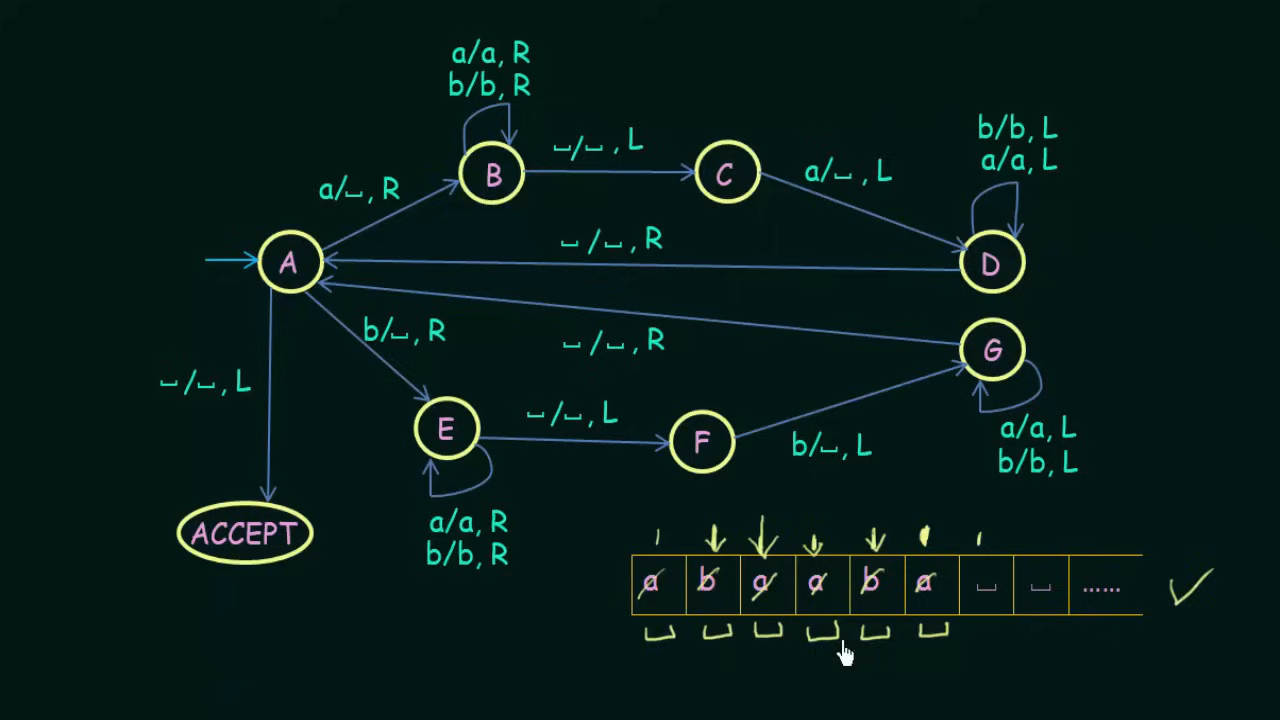 a/a, R
b/b, R
b/b, L
a/a, L
␣/␣, L
B
C
a/␣, L
a/␣, R
␣/␣, R
A
D
b/␣, R
␣/␣, R
G
␣/␣, L
E
␣/␣, L
F
b/␣, L
a/a, L
b/b, L
ACCEPT
a/a, R
b/b, R
a b a a b a ␣ ␣ ......
␣ ␣ ␣ ␣ ␣ ␣